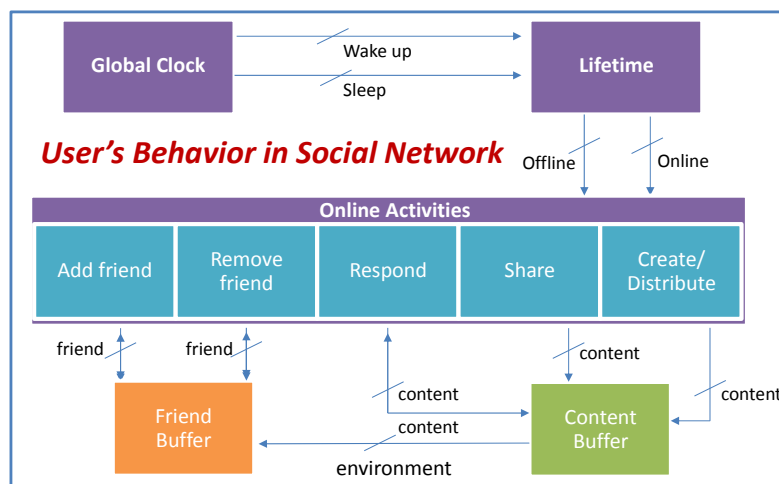 Global Clock
Wake up
Sleep
Lifetime
User's Behavior in Social Network
Offline
Online
Online Activities
Add friend
Remove
friend
Respond
Share
Create/
Distribute
friend
friend
content
content
content
Friend
Buffer
content
environment
Content
Buffer